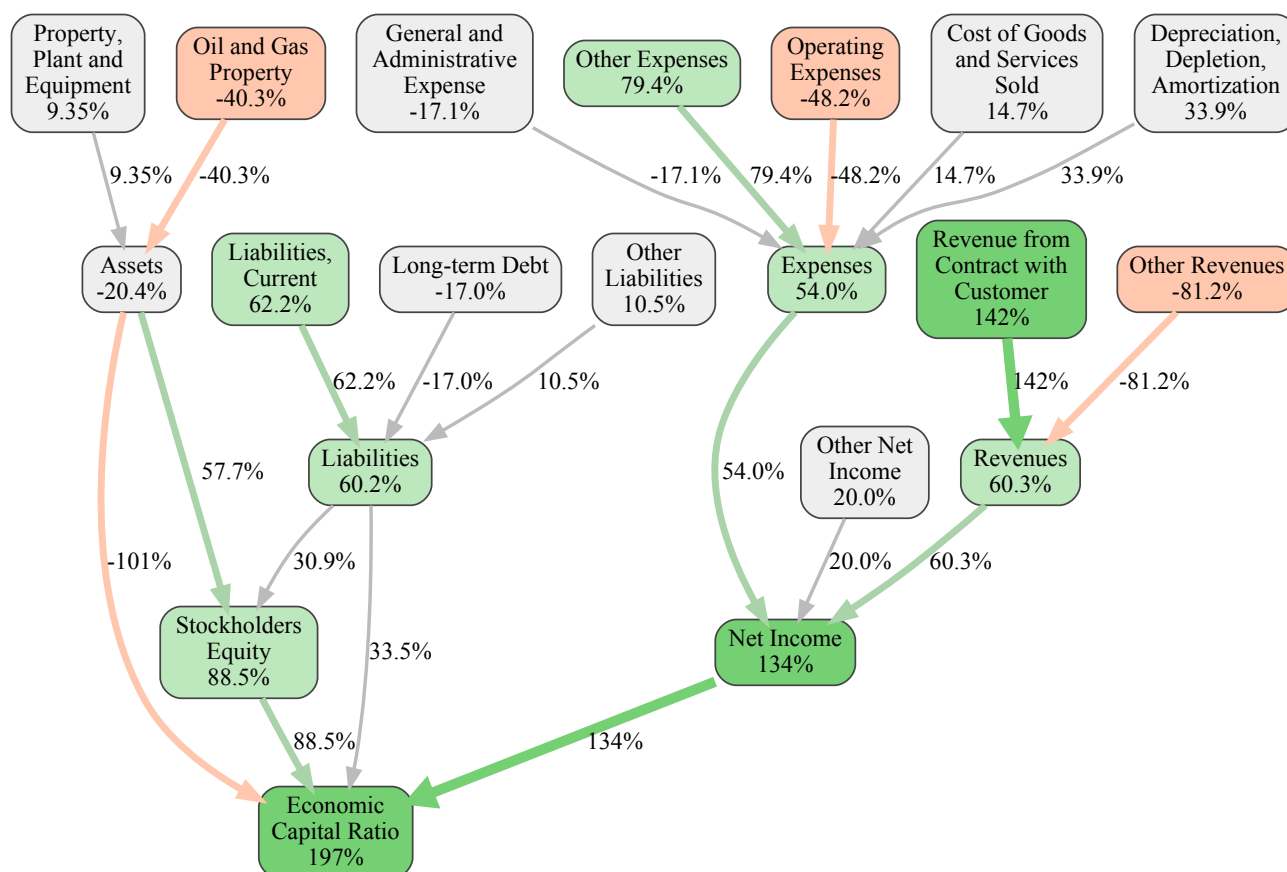 Property,
Plant and
Equipment
9.35%
Oil and Gas
Property
-40.3%
General and
Administrative
Expense
-17.1%
Other Expenses
79.4%
Operating
Expenses
-48.2%
Cost of Goods
and Services
Sold
14.7%
Depreciation,
Depletion,
Amortization
33.9%
9.35%
-40.3%
-17.1%
79.4%
-48.2%
14.7%
33.9%
Assets
-20.4%
Liabilities,
Current
62.2%
Long-term Debt
-17.0%
Other
Liabilities
10.5%
Expenses
54.0%
Revenue from
Contract with
Customer
142%
Other Revenues
-81.2%
62.2%
-17.0%
10.5%
142%
-81.2%
57.7%
Liabilities
60.2%
54.0%
Other Net
Income
20.0%
Revenues
60.3%
-101%
30.9%
20.0%
60.3%
Stockholders
Equity
88.5%
33.5%
Net Income
134%
88.5%
134%
Economic
Capital Ratio
197%